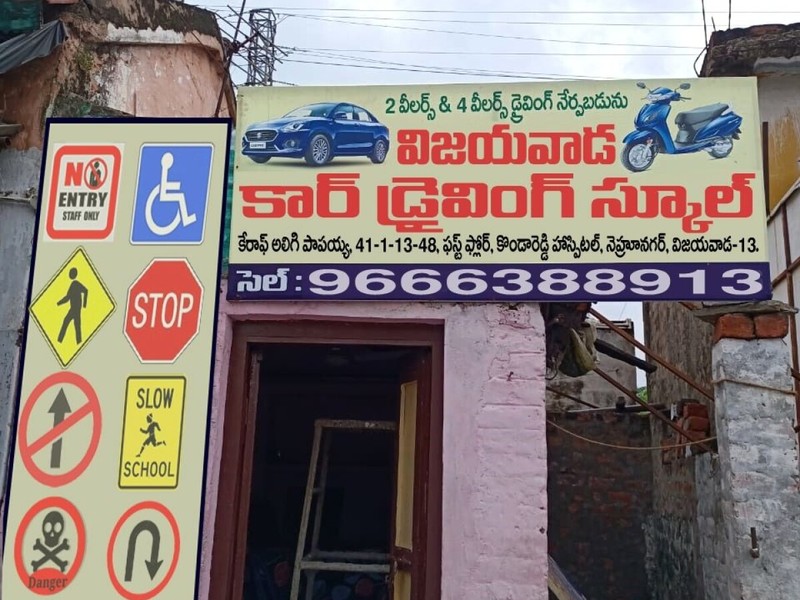 2 వీలర్స్ & 4 వీలర్స్ డ్రైవింగ్ నేర్పబడును
విజయవాడ
కార్ డ్రైవింగ్ స్కూల్
కేరాఫ్ అలిగి పాపయ్య, 41-1-13-48, ఫస్ట్ ఫ్లోర్, కొండారెడ్డి హాస్పిటల్, నెహ్రూనగర్, విజయవాడ-13.
సెల్ : 9666388913
NO
ENTRY
STAFF ONLY
STOP
SLOW
SCHOOL
Danger